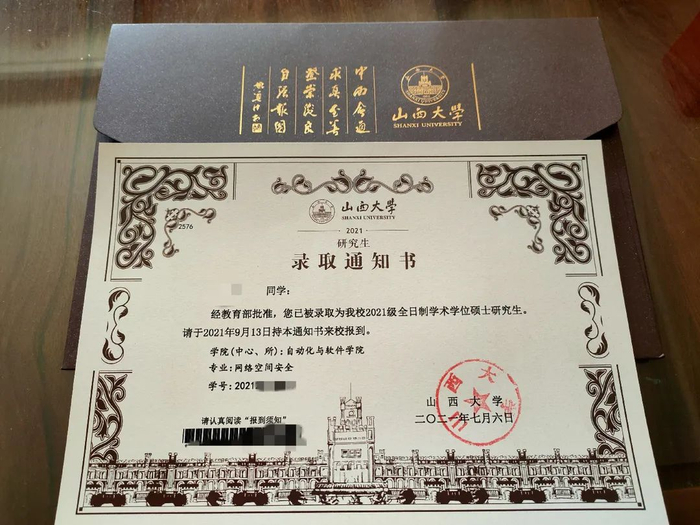 中西会通
求真至善
登崇俊良
自强报国
山西大学
SHANXI UNIVERSITY
山西大学
SHANXI UNIVERSITY
2021
2576
研究生
录取通知书
同学:
经教育部批准,您已被录取为我校2021级全日制学术学位硕士研究生。
请于2021年9月13日持本通知书来校报到。
学院(中心、所):自动化与软件学院
专业:网络空间安全
学号:2021
山西大学
山西大学
二〇二一年七月六日
请认真阅读“报到须知”